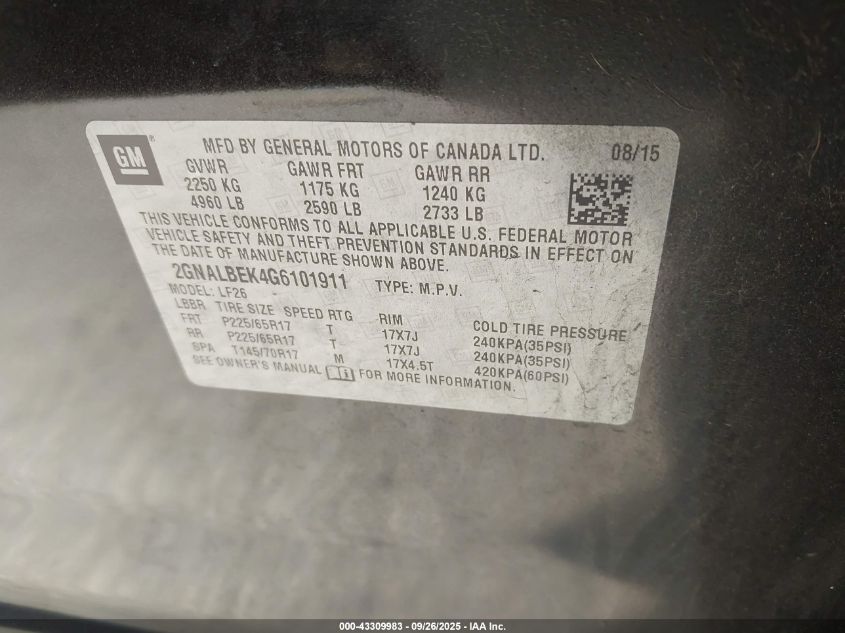 GM®
MFD BY GENERAL MOTORS OF CANADA LTD. 08/15
GVWR GAWR FRT GAWR RR
2250 KG 1175 KG 1240 KG
4960 LB 2590 LB 2733 LB
THIS VEHICLE CONFORMS TO ALL APPLICABLE U.S. FEDERAL MOTOR
VEHICLE SAFETY AND THEFT PREVENTION STANDARDS IN EFFECT ON
THE DATE OF MANUFACTURE SHOWN ABOVE.
2GNALBEK4G6101911 TYPE: M.P.V.
MODEL: LF26
LBBR TIRE SIZE SPEED RTG RIM COLD TIRE PRESSURE
FRT P225/65R17 T 17X7J 240KPA(35PSI)
RR P225/65R17 T 17X7J 240KPA(35PSI)
SPA T145/70R17 M 17X4.5T 420KPA(60PSI)
SEE OWNER'S MANUAL FOR MORE INFORMATION.
000-43309983 - 09/26/2025 - IAA Inc.